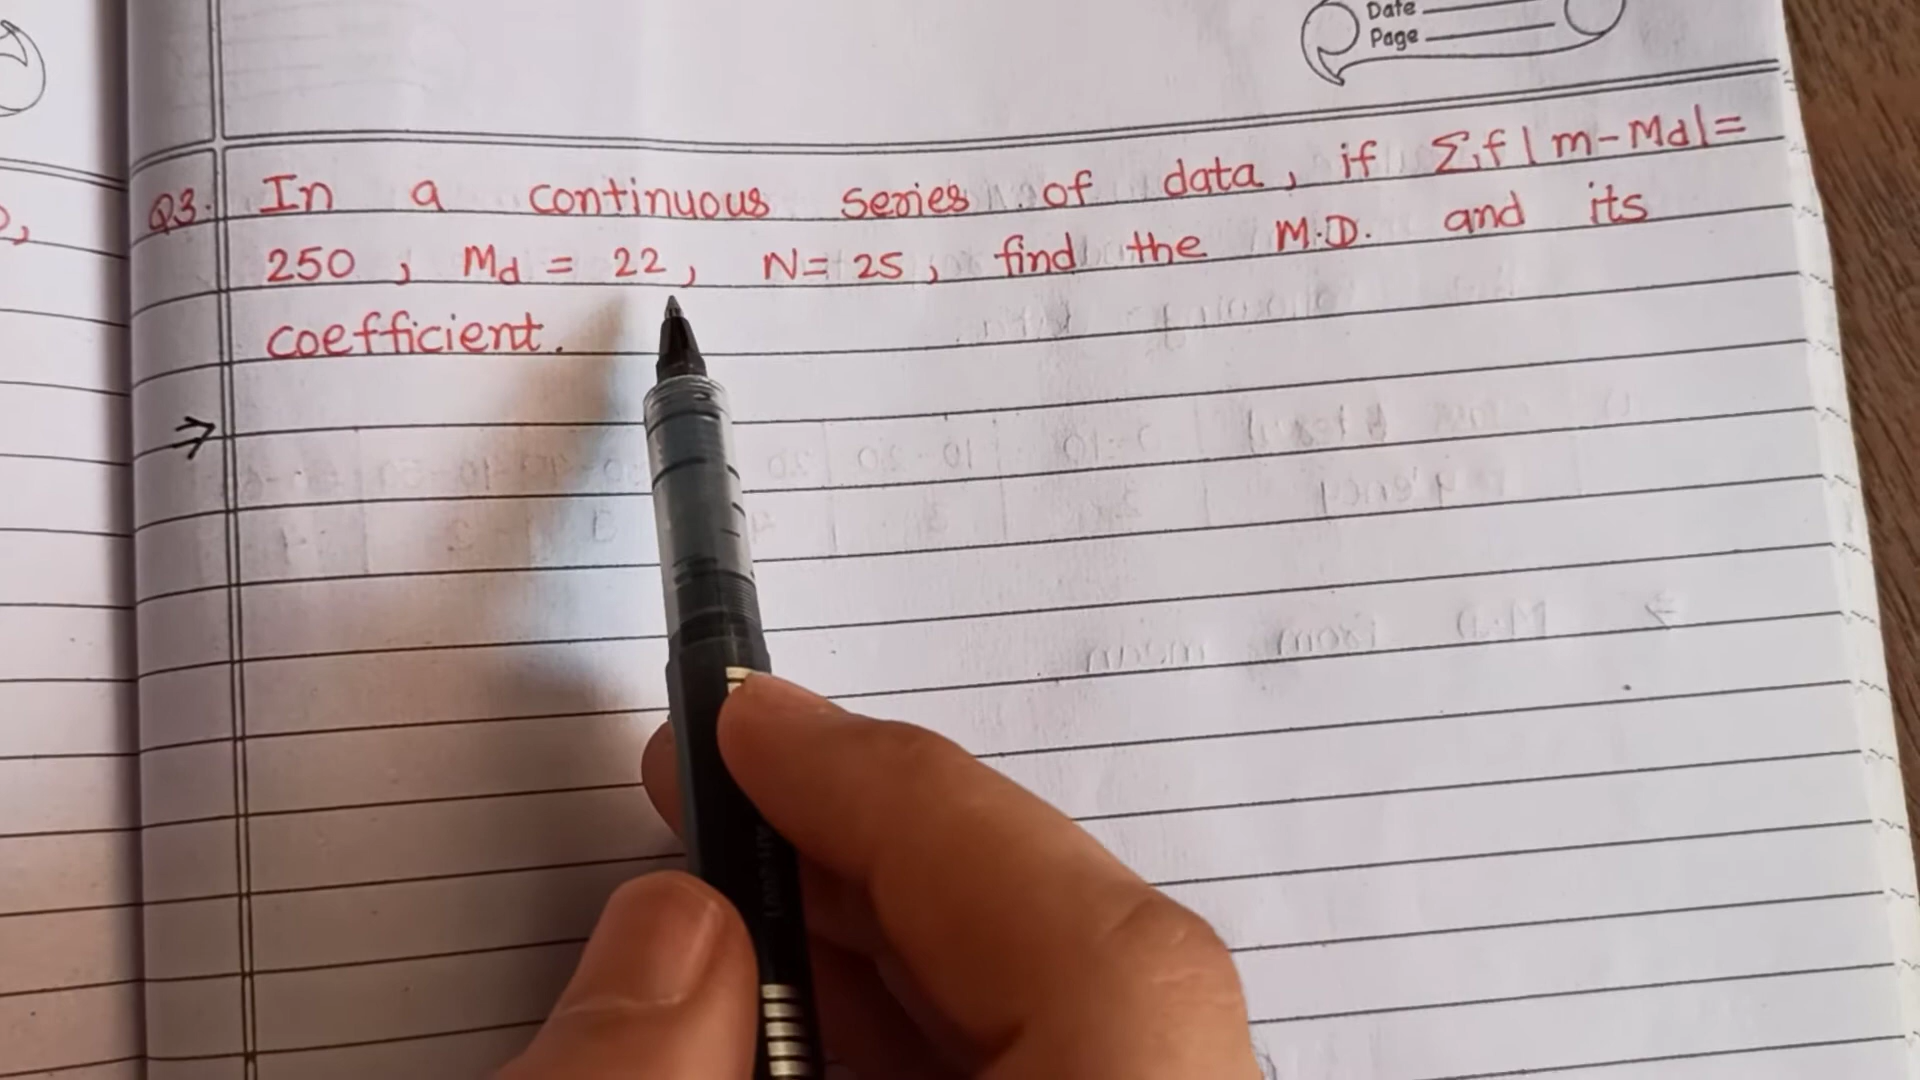 Date
Page
Q3. In a continuous series of data, if Σf|m-Md|=
250, Md = 22, N= 25, find the M.D. and its
coefficient.
⇒